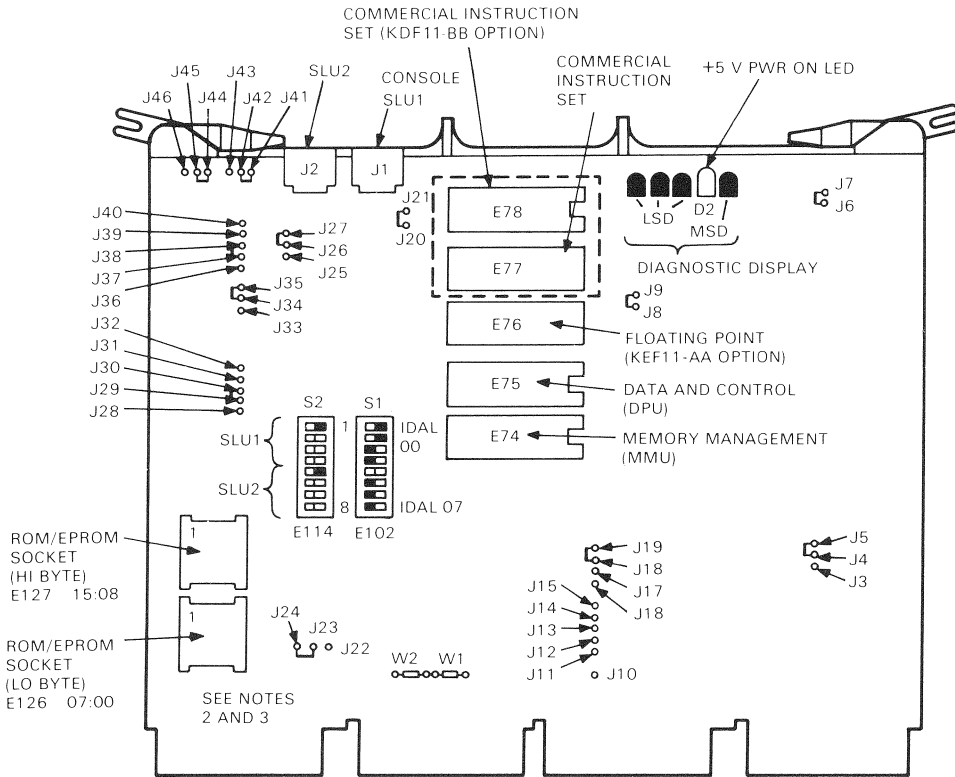 COMMERCIAL INSTRUCTION
SET (KDF11-BB OPTION)
COMMERCIAL
INSTRUCTION
SET
+5 V PWR ON LED
J46
J45
J44
J43
J42
J41
SLU2
CONSOLE
SLU1
J2
J1
J21
J20
E78
E77
E76
E75
E74
LSD
D2
MSD
DIAGNOSTIC DISPLAY
J7
J6
J9
J8
FLOATING POINT
(KEF11-AA OPTION)
DATA AND CONTROL
(DPU)
MEMORY MANAGEMENT
(MMU)
J40
J39
J38
J37
J36
J27
J26
J25
J35
J34
J33
J32
J31
J30
J29
J28
S2
S1
SLU1
SLU2
1
8
IDAL
00
IDAL 07
E114
E102
ROM/EPROM
SOCKET
(HI BYTE)
E127 15:08
1
ROM/EPROM
SOCKET
(LO BYTE)
E126 07:00
1
SEE NOTES
2 AND 3
J24
J23
J22
W2
W1
J19
J18
J17
J18
J15
J14
J13
J12
J11
J10
J5
J4
J3